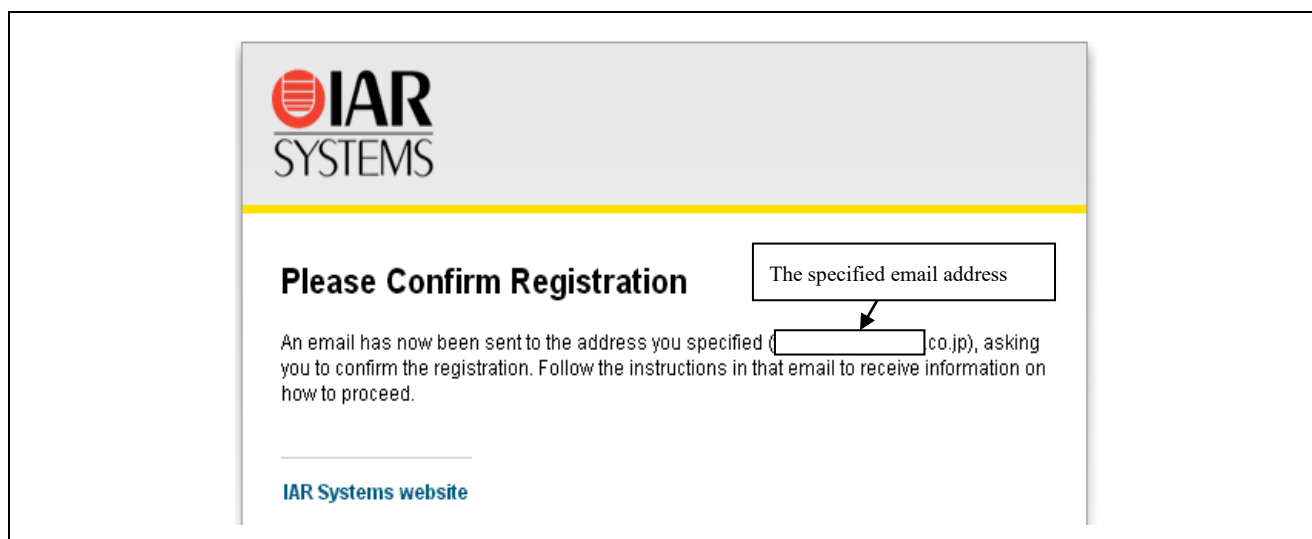 IAR
SYSTEMS
Please Confirm Registration
The specified email address
An email has now been sent to the address you specified ( .co.jp), asking
you to confirm the registration. Follow the instructions in that email to receive information on
how to proceed.
IAR Systems website